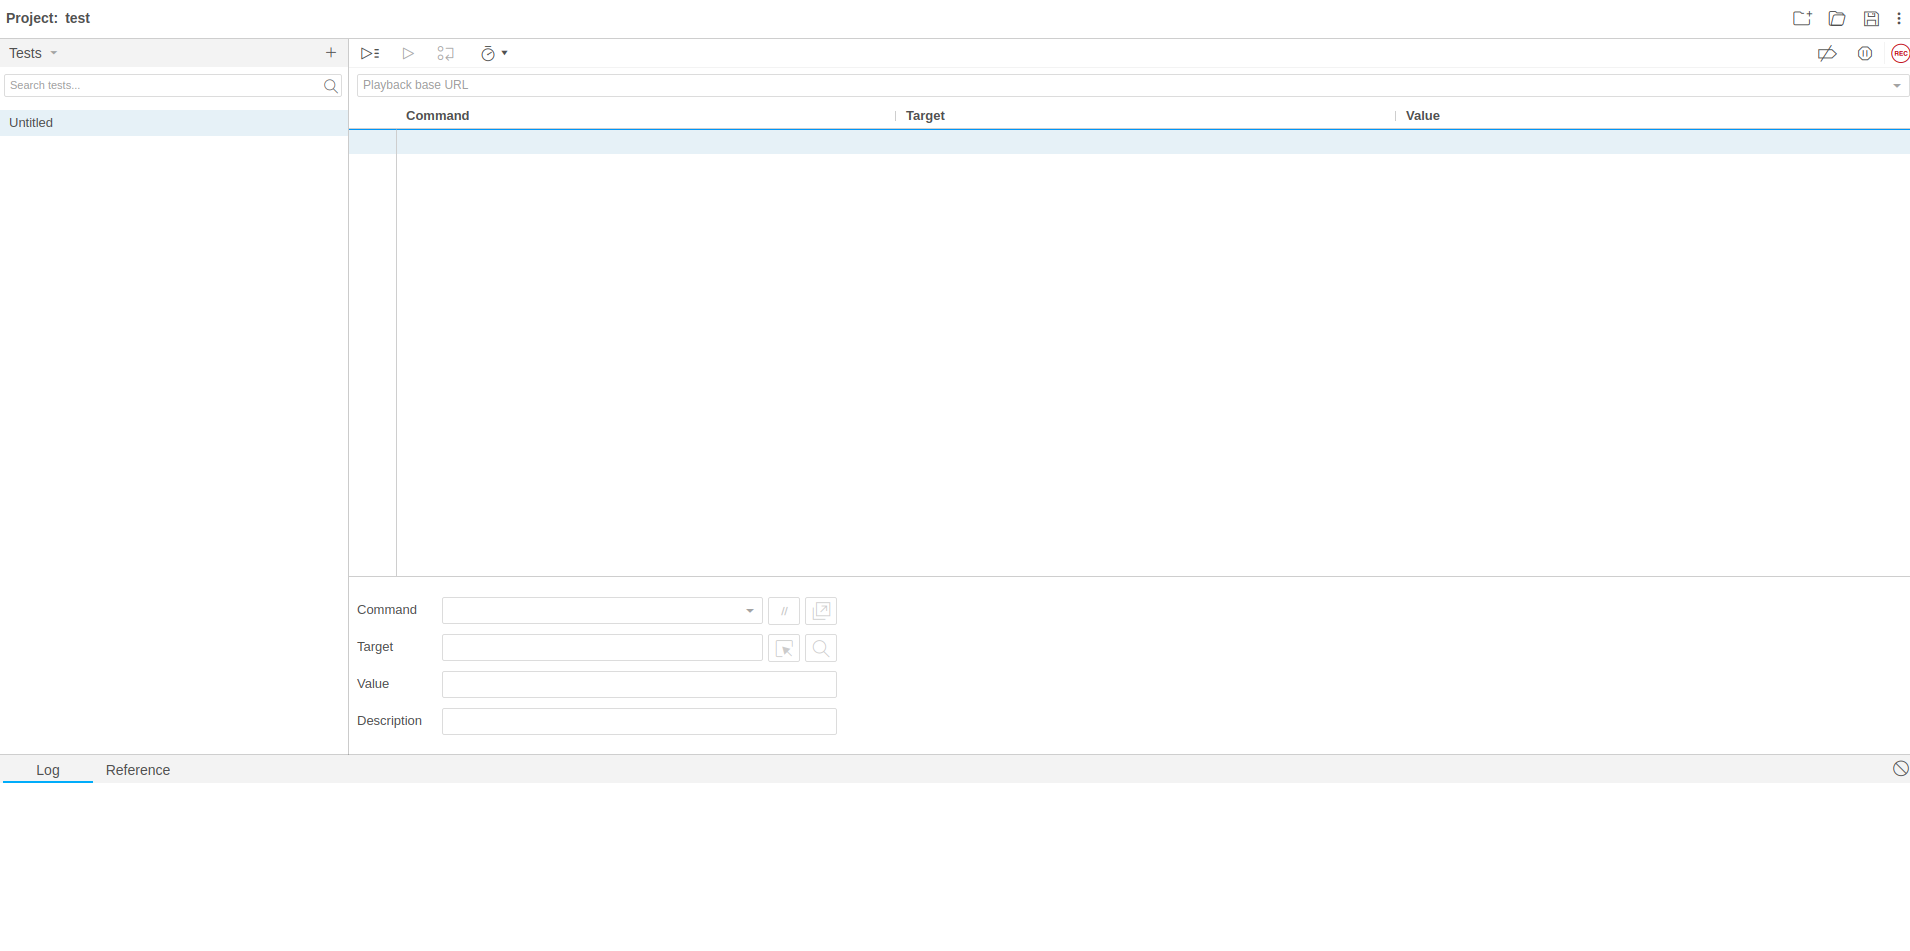 Project: test
Tests
REC
Search tests...
Playback base URL
Untitled
Command Target Value
Command
//
Target
Value
Description
Log Reference